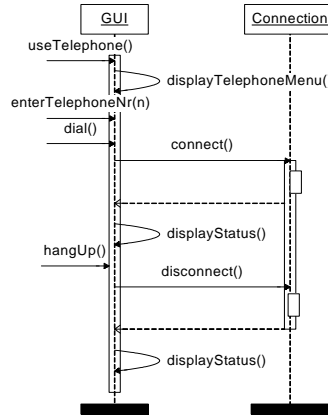 GUI
Connection
useTelephone()
displayTelephoneMenu()
enterTelephoneNr(n)
dial()
connect()
displayStatus()
hangUp()
disconnect()
displayStatus()